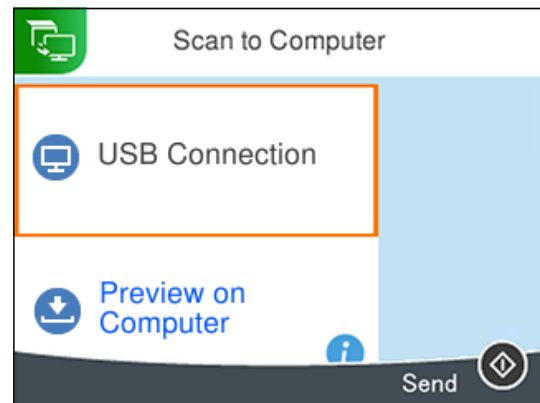 Scan to Computer
USB Connection
Preview on
Computer
i
Send